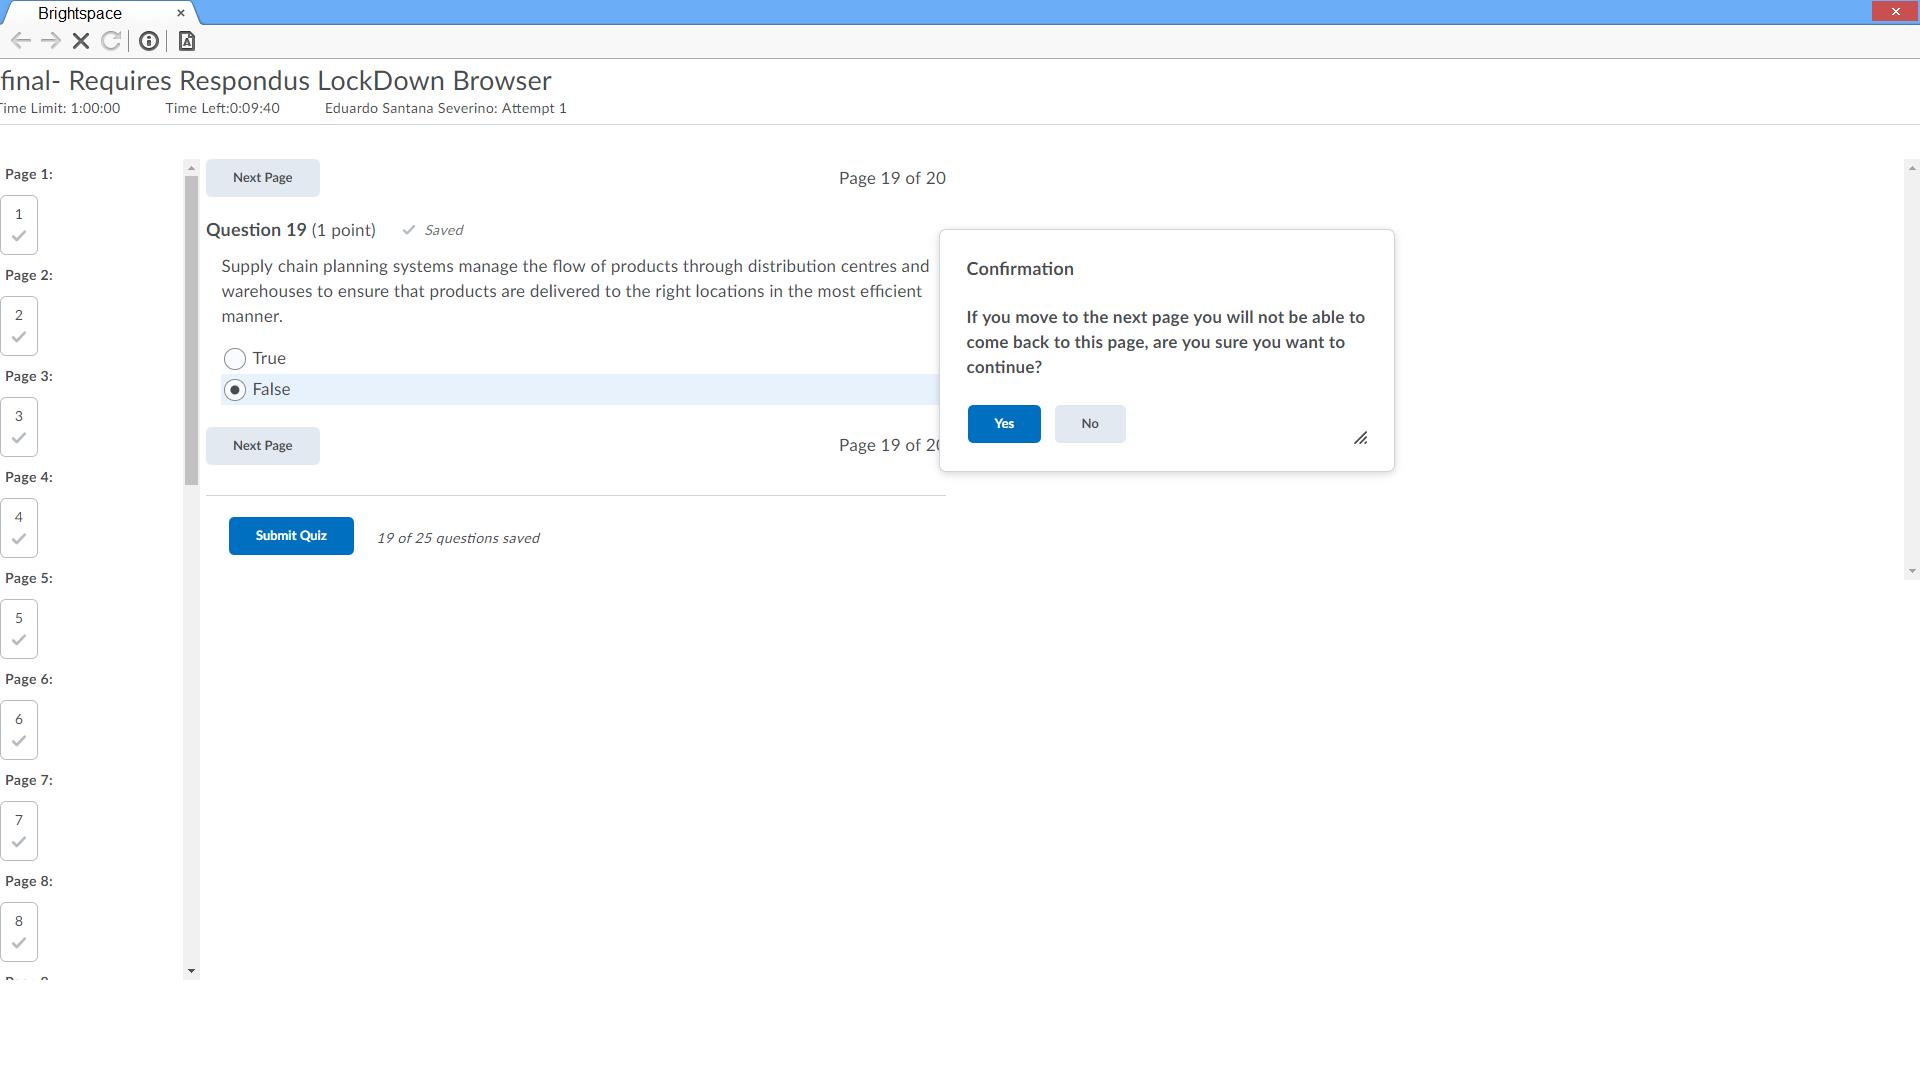 Brightspace
final- Requires Respondus LockDown Browser
Time Limit: 1:00:00 Time Left:0:09:40 Eduardo Santana Severino: Attempt 1
Page 1:
1
Page 2:
2
Page 3:
3
Page 4:
4
Page 5:
5
Page 6:
6
Page 7:
7
Page 8:
8
Next Page Page 19 of 20
Question 19 (1 point) Saved
Supply chain planning systems manage the flow of products through distribution centres and
warehouses to ensure that products are delivered to the right locations in the most efficient
manner.
True
False
Next Page Page 19 of 20
Submit Quiz 19 of 25 questions saved
Confirmation
If you move to the next page you will not be able to
come back to this page, are you sure you want to
continue?
Yes No